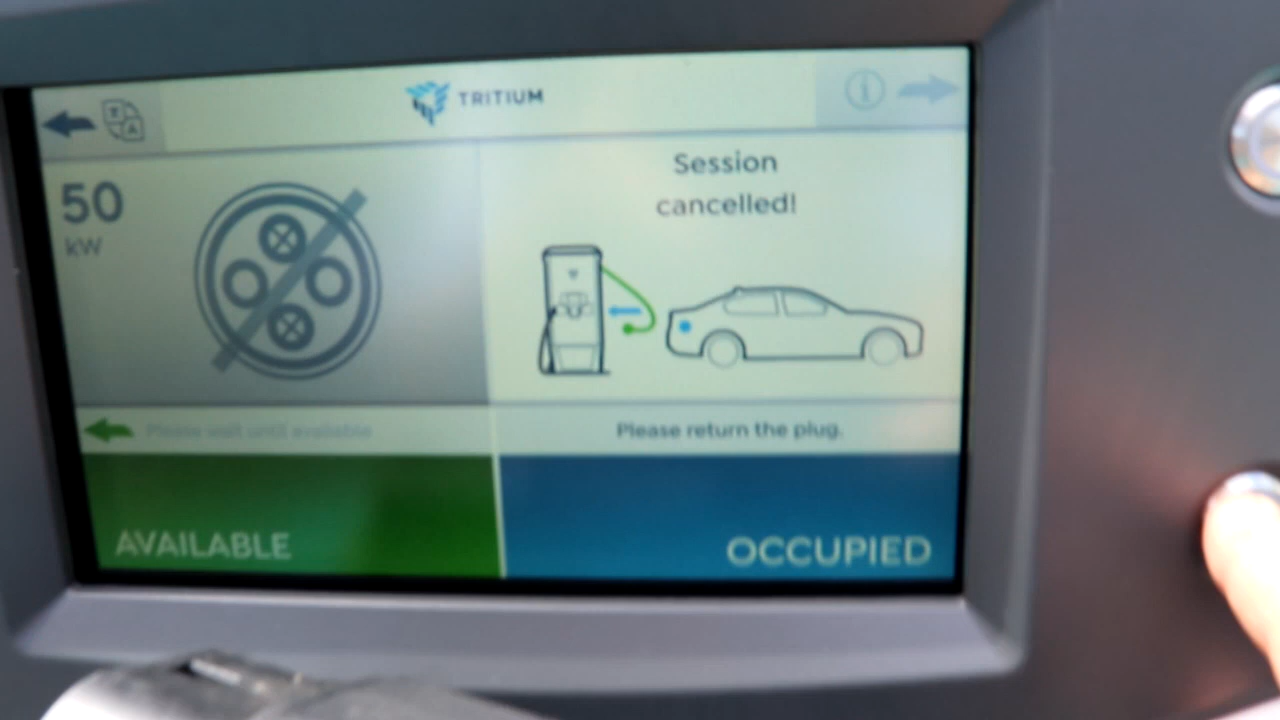 TRITIUM
50
kW
Session
cancelled!
Please wait until available
Please return the plug.
AVAILABLE
OCCUPIED